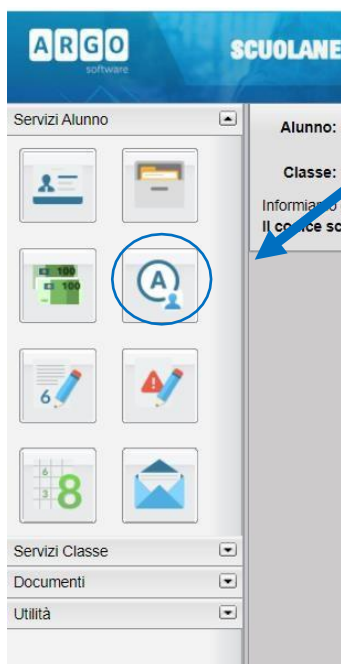 ARGO
software
SCUOLANE
Servizi Alunno
Alunno:
Classe:
Informiamo
Il codice sc
100
100
A
6
6
3
8
Servizi Classe
Documenti
Utilità